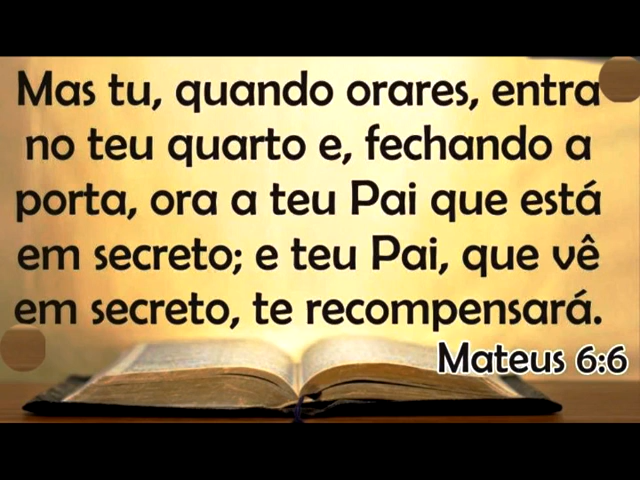 Mas tu, quando orares, entra
no teu quarto e, fechando a
porta, ora a teu Pai que está
em secreto; e teu Pai, que vê
em secreto, te recompensará.
Mateus 6:6